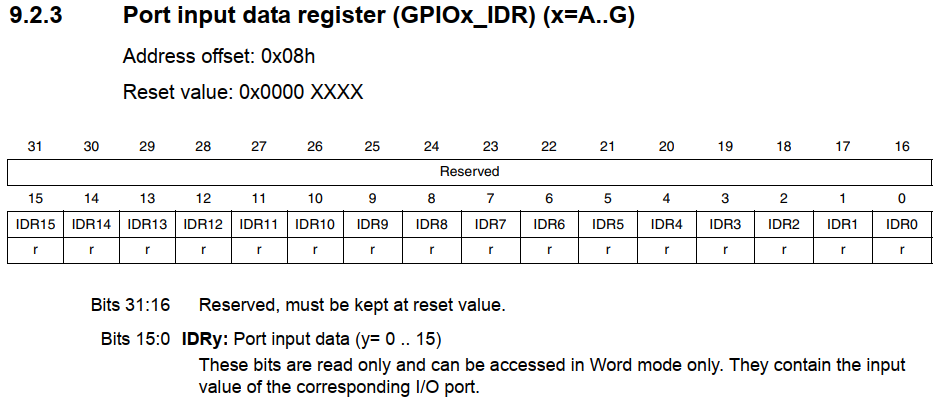 9.2.3 Port input data register (GPIOx_IDR) (x=A..G)
Address offset: 0x08h
Reset value: 0x0000 XXXX
31 30 29 28 27 26 25 24 23 22 21 20 19 18 17 16
Reserved
15 14 13 12 11 10 9 8 7 6 5 4 3 2 1 0
IDR15 IDR14 IDR13 IDR12 IDR11 IDR10 IDR9 IDR8 IDR7 IDR6 IDR5 IDR4 IDR3 IDR2 IDR1 IDR0
r r r r r r r r r r r r r r r r
Bits 31:16 Reserved, must be kept at reset value.
Bits 15:0 IDRy: Port input data (y= 0 .. 15)
These bits are read only and can be accessed in Word mode only. They contain the input
value of the corresponding I/O port.